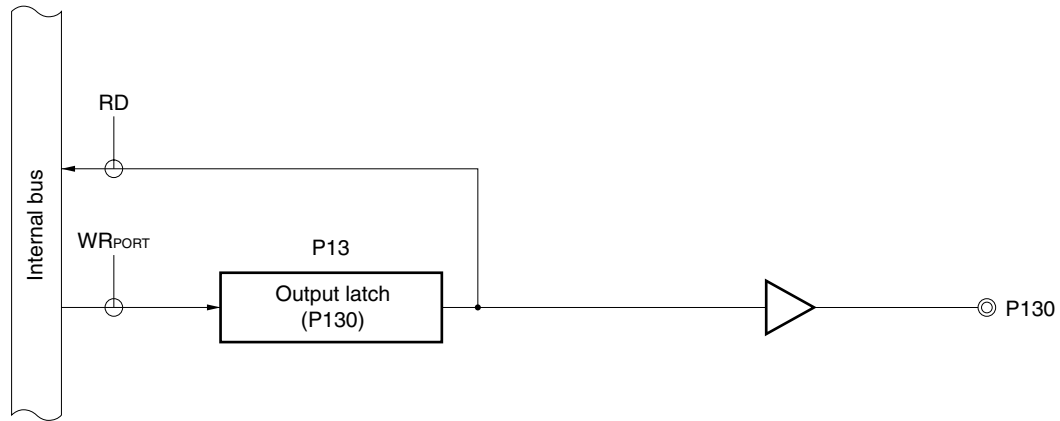 RD
Internal bus
WRPORT
P13
Output latch
(P130)
P130